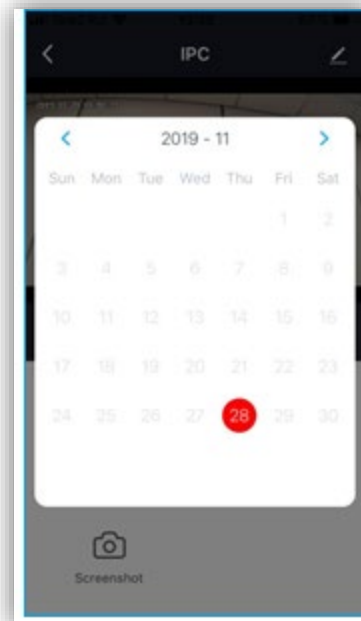 IPC
2019 - 11
Sun Mon Tue Wed Thu Fri Sat
1 2
3 4 5 6 7 8 9
10 11 12 13 14 15 16
17 18 19 20 21 22 23
24 25 26 27 28 29 30
Screenshot